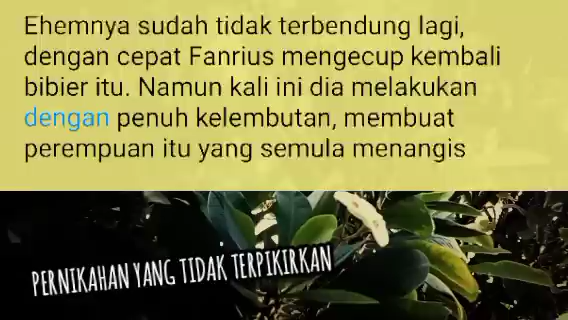 Ehemnya sudah tidak terbendung lagi,
dengan cepat Fanrius mengecup kembali
bibier itu. Namun kali ini dia melakukan
dengan penuh kelembutan, membuat
perempuan itu yang semula menangis
PERNIKAHAN YANG TIDAK TERPIKIRKAN